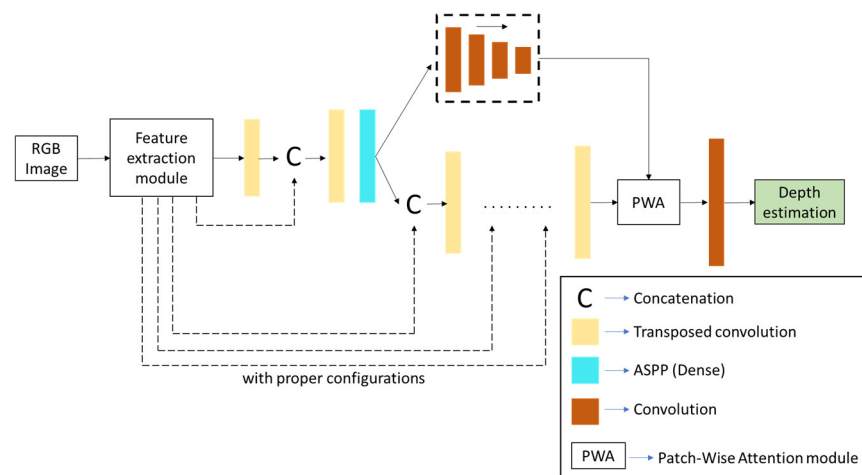 RGB
Image
Feature
extraction
module
C
C
.........
PWA
Depth
estimation
with proper configurations
C
Concatenation
Transposed convolution
ASPP (Dense)
Convolution
PWA
Patch-Wise Attention module